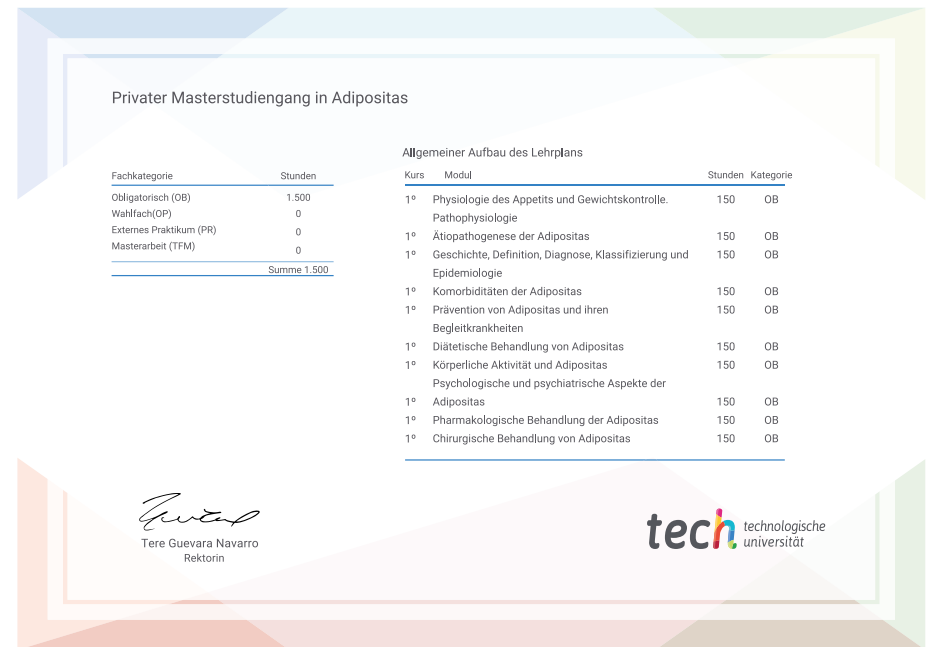 Privater Masterstudiengang in Adipositas
Fachkategorie Stunden
Obligatorisch (OB) 1.500
Wahlfach(OP) 0
Externes Praktikum (PR) 0
Masterarbeit (TFM) 0
Summe 1.500
Allgemeiner Aufbau des Lehrplans
Kurs Modul Stunden Kategorie
1º Physiologie des Appetits und Gewichtskontrolle. 150 OB
Pathophysiologie
1º Ätiopathogenese der Adipositas 150 OB
1º Geschichte, Definition, Diagnose, Klassifizierung und 150 OB
Epidemiologie
1º Komorbiditäten der Adipositas 150 OB
1º Prävention von Adipositas und ihren 150 OB
Begleitkrankheiten
1º Diätetische Behandlung von Adipositas 150 OB
1º Körperliche Aktivität und Adipositas 150 OB
Psychologische und psychiatrische Aspekte der
1º Adipositas 150 OB
1º Pharmakologische Behandlung der Adipositas 150 OB
1º Chirurgische Behandlung von Adipositas 150 OB
Tere Guevara Navarro
Rektorin
tech technologische
universität